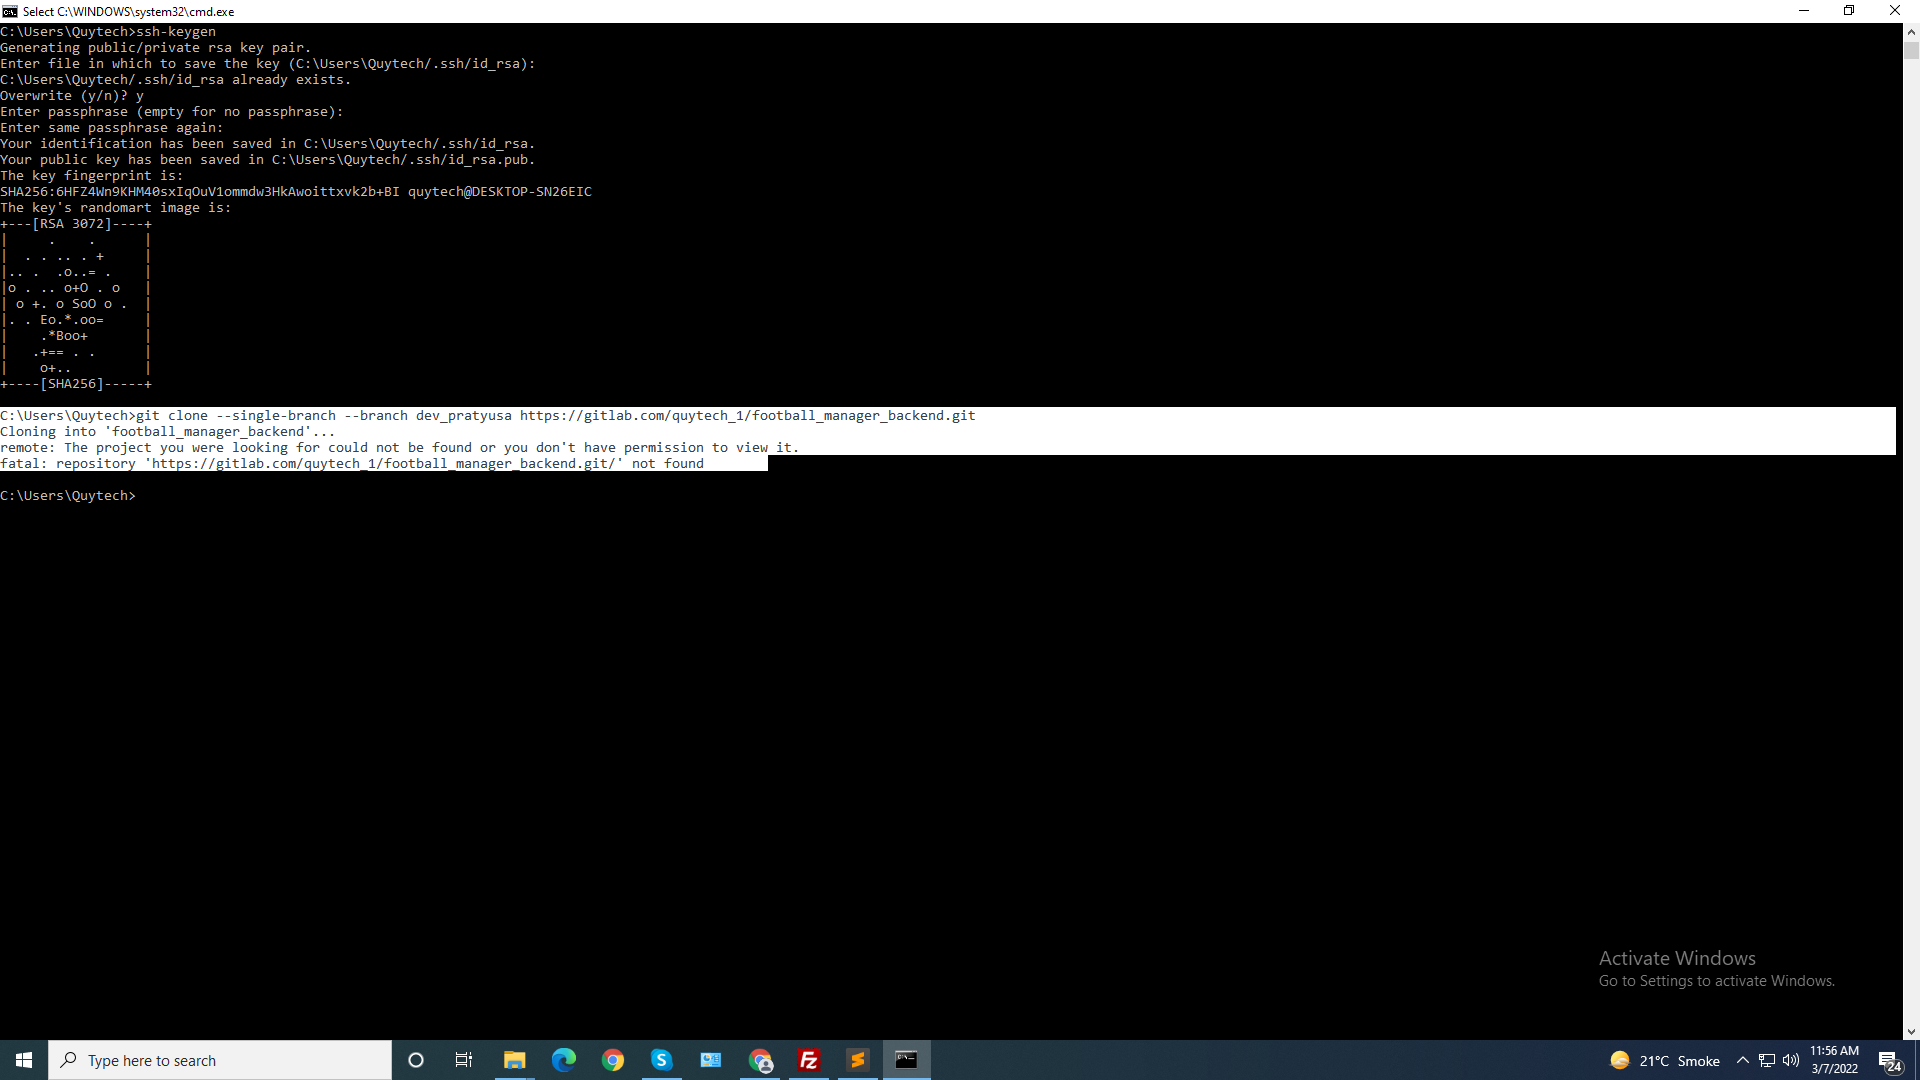 Select C:\WINDOWS\system32\cmd.exe
C:\Users\Quytech>ssh-keygen
Generating public/private rsa key pair.
Enter file in which to save the key (C:\Users\Quytech/.ssh/id_rsa):
C:\Users\Quytech/.ssh/id_rsa already exists.
Overwrite (y/n)? y
Enter passphrase (empty for no passphrase):
Enter same passphrase again:
Your identification has been saved in C:\Users\Quytech/.ssh/id_rsa.
Your public key has been saved in C:\Users\Quytech/.ssh/id_rsa.pub.
The key fingerprint is:
SHA256:6HFZ4Wn9KHM40sxIqOuV1ommdw3HkAwoittxvk2b+BI quytech@DESKTOP-SN26EIC
The key's randomart image is:
+---[RSA 3072]----+
|     .    .      |
|  . . .. . +     |
|.. .  .o..= .    |
|o . .. o+O . o   |
| o +. o SoO o .  |
|. . Eo.*.oo=     |
|    .*Boo+       |
|   .+== . .      |
|    o+..         |
+----[SHA256]-----+
C:\Users\Quytech>git clone --single-branch --branch dev_pratyusa https://gitlab.com/quytech_1/football_manager_backend.git
Cloning into 'football_manager_backend'...
remote: The project you were looking for could not be found or you don't have permission to view it.
fatal: repository 'https://gitlab.com/quytech_1/football_manager_backend.git/' not found
C:\Users\Quytech>
Activate Windows
Go to Settings to activate Windows.
Type here to search
21°C Smoke
11:56 AM
3/7/2022
24